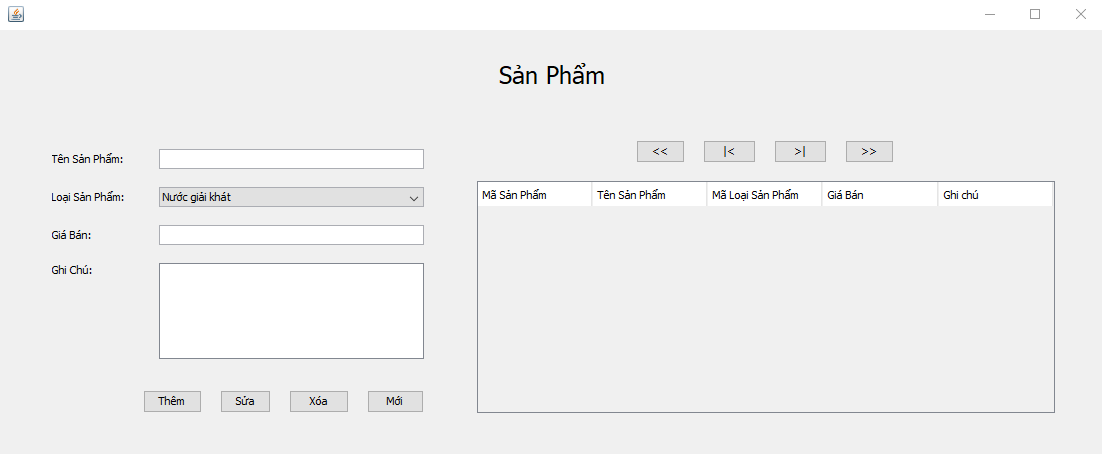 Sản Phẩm
Tên Sản Phẩm:
Loại Sản Phẩm:
Nước giải khát
Giá Bán:
Ghi Chú:
Thêm
Sửa
Xóa
Mới
<<
|<
>|
>>
Mã Sản Phẩm
Tên Sản Phẩm
Mã Loại Sản Phẩm
Giá Bán
Ghi chú